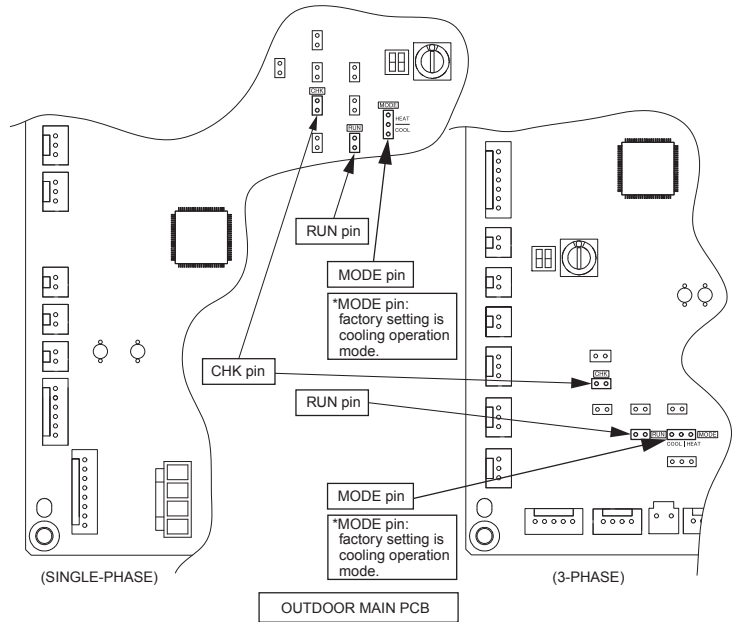 CHK
MODE
HEAT
COOL
RUN
RUN pin
MODE pin
*MODE pin:
factory setting is
cooling operation
mode.
CHK pin
CHK
RUN pin
RUN
MODE
COOL | HEAT
MODE pin
*MODE pin:
factory setting is
cooling operation
mode.
(SINGLE-PHASE)
(3-PHASE)
OUTDOOR MAIN PCB